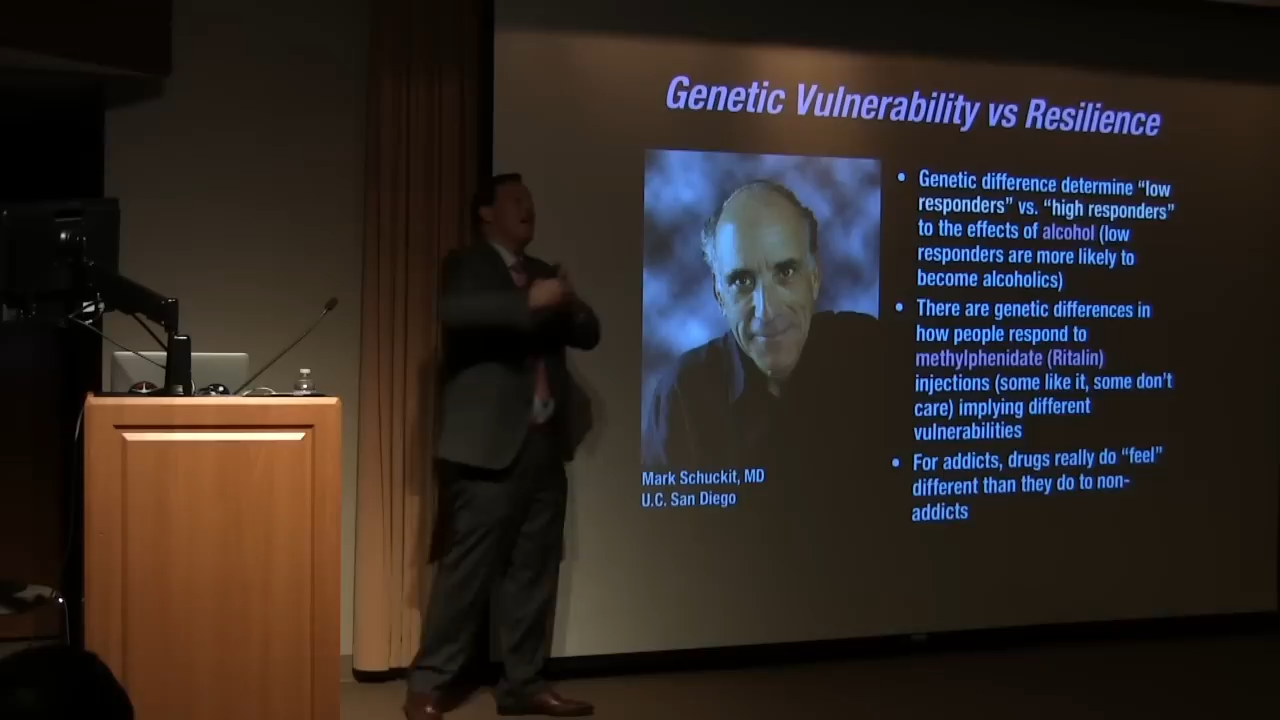 Genetic Vulnerability vs Resilience
• Genetic difference determine “low
responders” vs. “high responders”
to the effects of alcohol (low
responders are more likely to
become alcoholics)
• There are genetic differences in
how people respond to
methylphenidate (Ritalin)
injections (some like it, some don’t
care) implying different
vulnerabilities
• For addicts, drugs really do “feel”
different than they do to non-
addicts
Mark Schuckit, MD
U.C. San Diego